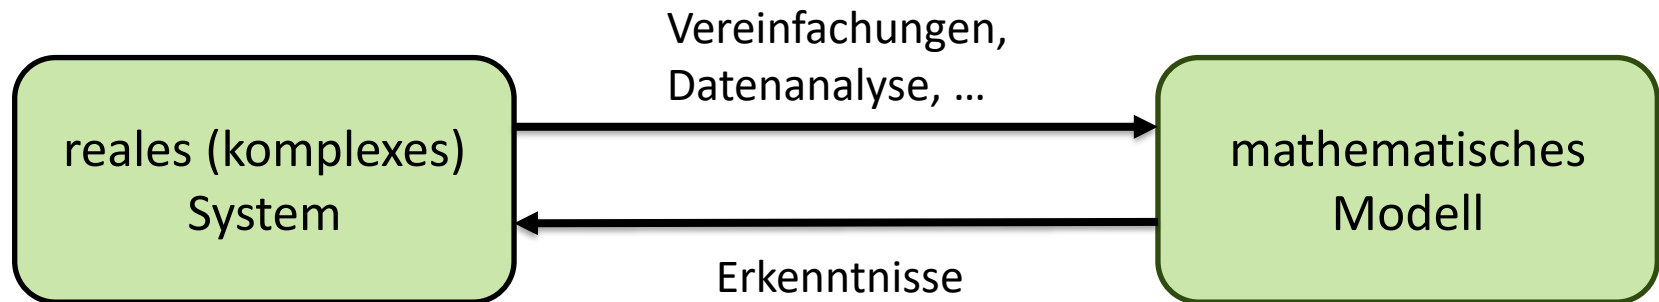 Vereinfachungen,
Datenanalyse, …
reales (komplexes)
System
mathematisches
Modell
Erkenntnisse